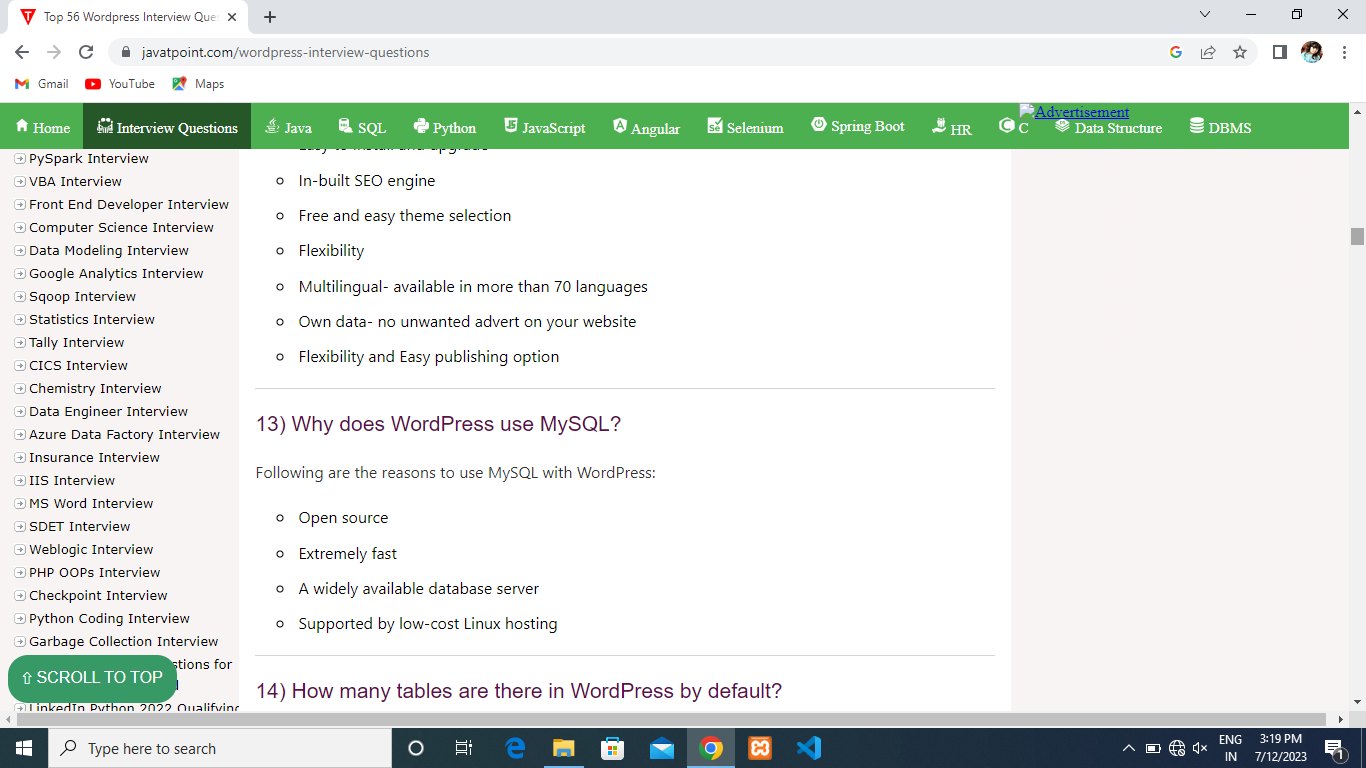 Top 56 Wordpress Interview Que
javatpoint.com/wordpress-interview-questions
Gmail YouTube Maps
Home Interview Questions Java SQL Python JavaScript Angular Selenium Spring Boot HR C Data Structure DBMS
Advertisement
PySpark Interview
VBA Interview
Front End Developer Interview
Computer Science Interview
Data Modeling Interview
Google Analytics Interview
Sqoop Interview
Statistics Interview
Tally Interview
CICS Interview
Chemistry Interview
Data Engineer Interview
Azure Data Factory Interview
Insurance Interview
IIS Interview
MS Word Interview
SDET Interview
Weblogic Interview
PHP OOPs Interview
Checkpoint Interview
Python Coding Interview
Garbage Collection Interview
stions for
LinkedIn Python 2022 Qualifying
⇧ SCROLL TO TOP
Easy to install and upgrade
In-built SEO engine
Free and easy theme selection
Flexibility
Multilingual- available in more than 70 languages
Own data- no unwanted advert on your website
Flexibility and Easy publishing option
13) Why does WordPress use MySQL?
Following are the reasons to use MySQL with WordPress:
Open source
Extremely fast
A widely available database server
Supported by low-cost Linux hosting
14) How many tables are there in WordPress by default?
Type here to search
ENG
IN
3:19 PM
7/12/2023
1